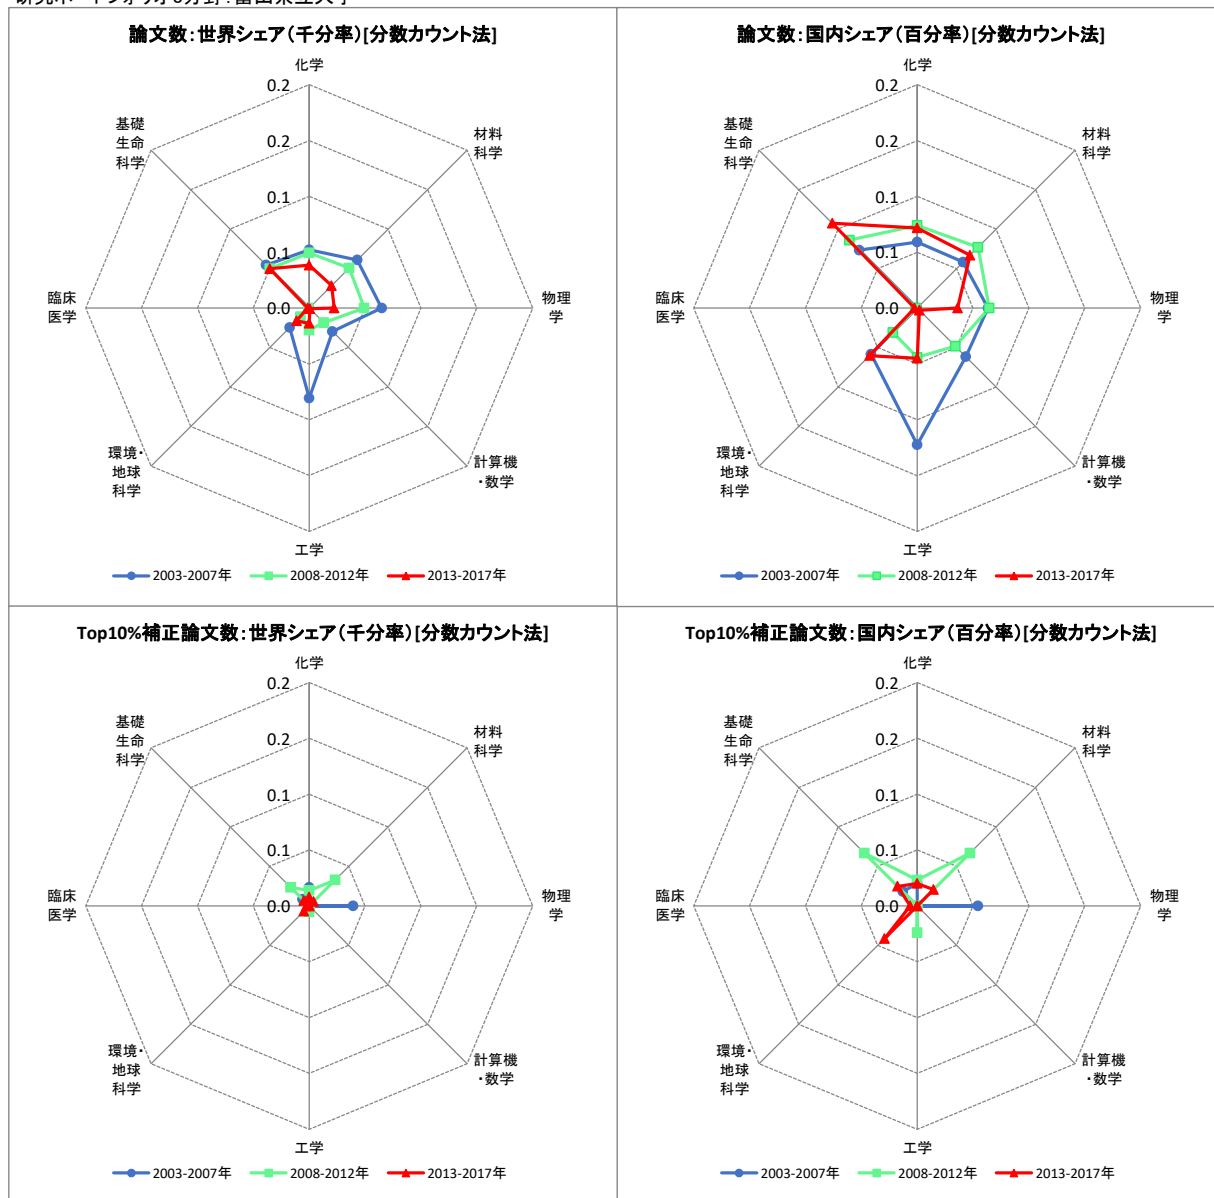 論文数：世界シェア（千分率）[分数カウント法]
化学
0.2
0.2
0.1
0.1
0.0
材料
科学
物理
学
計算機
・数学
工学
環境・
地球
科学
臨床
医学
基礎
生命
科学
2003-2007年 2008-2012年 2013-2017年
論文数：国内シェア（百分率）[分数カウント法]
化学
0.2
0.2
0.1
0.1
0.0
材料
科学
物理
学
計算機
・数学
工学
環境・
地球
科学
臨床
医学
基礎
生命
科学
2003-2007年 2008-2012年 2013-2017年
Top10%補正論文数：世界シェア（千分率）[分数カウント法]
化学
0.2
0.2
0.1
0.1
0.0
材料
科学
物理
学
計算機
・数学
工学
環境・
地球
科学
臨床
医学
基礎
生命
科学
2003-2007年 2008-2012年 2013-2017年
Top10%補正論文数：国内シェア（百分率）[分数カウント法]
化学
0.2
0.2
0.1
0.1
0.0
材料
科学
物理
学
計算機
・数学
工学
環境・
地球
科学
臨床
医学
基礎
生命
科学
2003-2007年 2008-2012年 2013-2017年